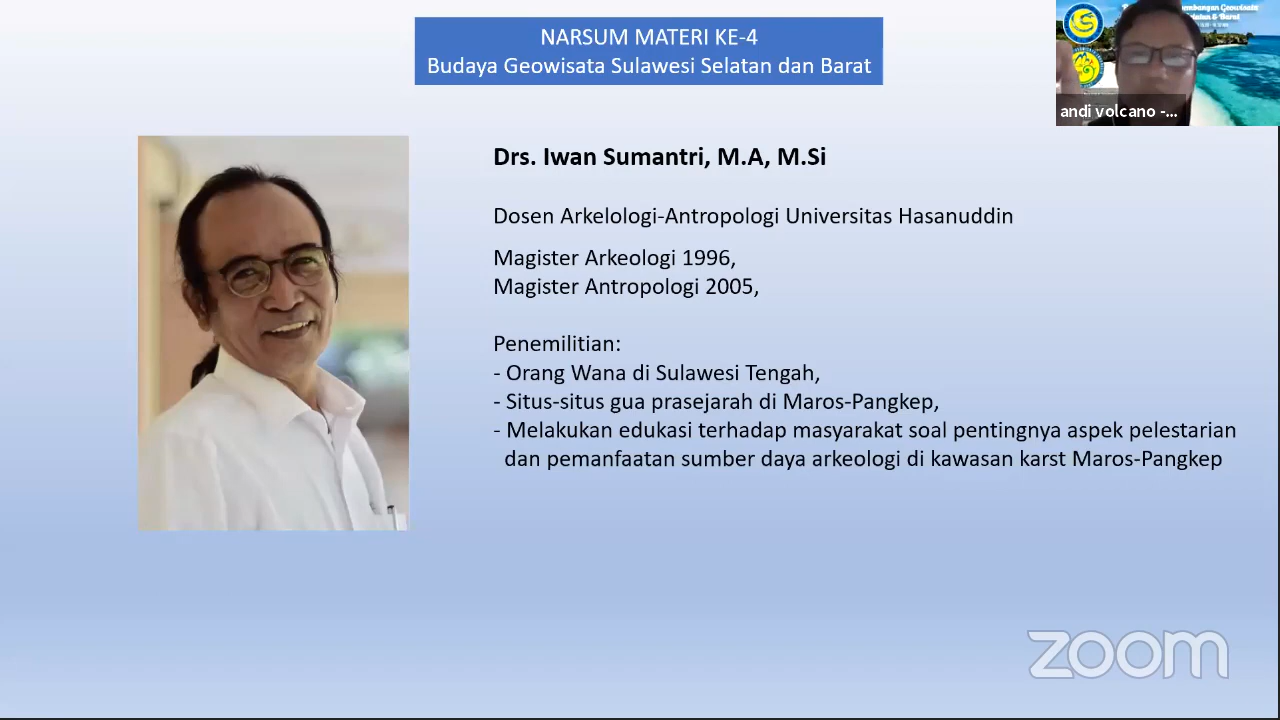 NARSUM MATERI KE-4
Budaya Geowisata Sulawesi Selatan dan Barat
andi volcano -...
Drs. Iwan Sumantri, M.A, M.Si
Dosen Arkelologi-Antropologi Universitas Hasanuddin
Magister Arkeologi 1996,
Magister Antropologi 2005,
Penemilitian:
- Orang Wana di Sulawesi Tengah,
- Situs-situs gua prasejarah di Maros-Pangkep,
- Melakukan edukasi terhadap masyarakat soal pentingnya aspek pelestarian
dan pemanfaatan sumber daya arkeologi di kawasan karst Maros-Pangkep
zoom